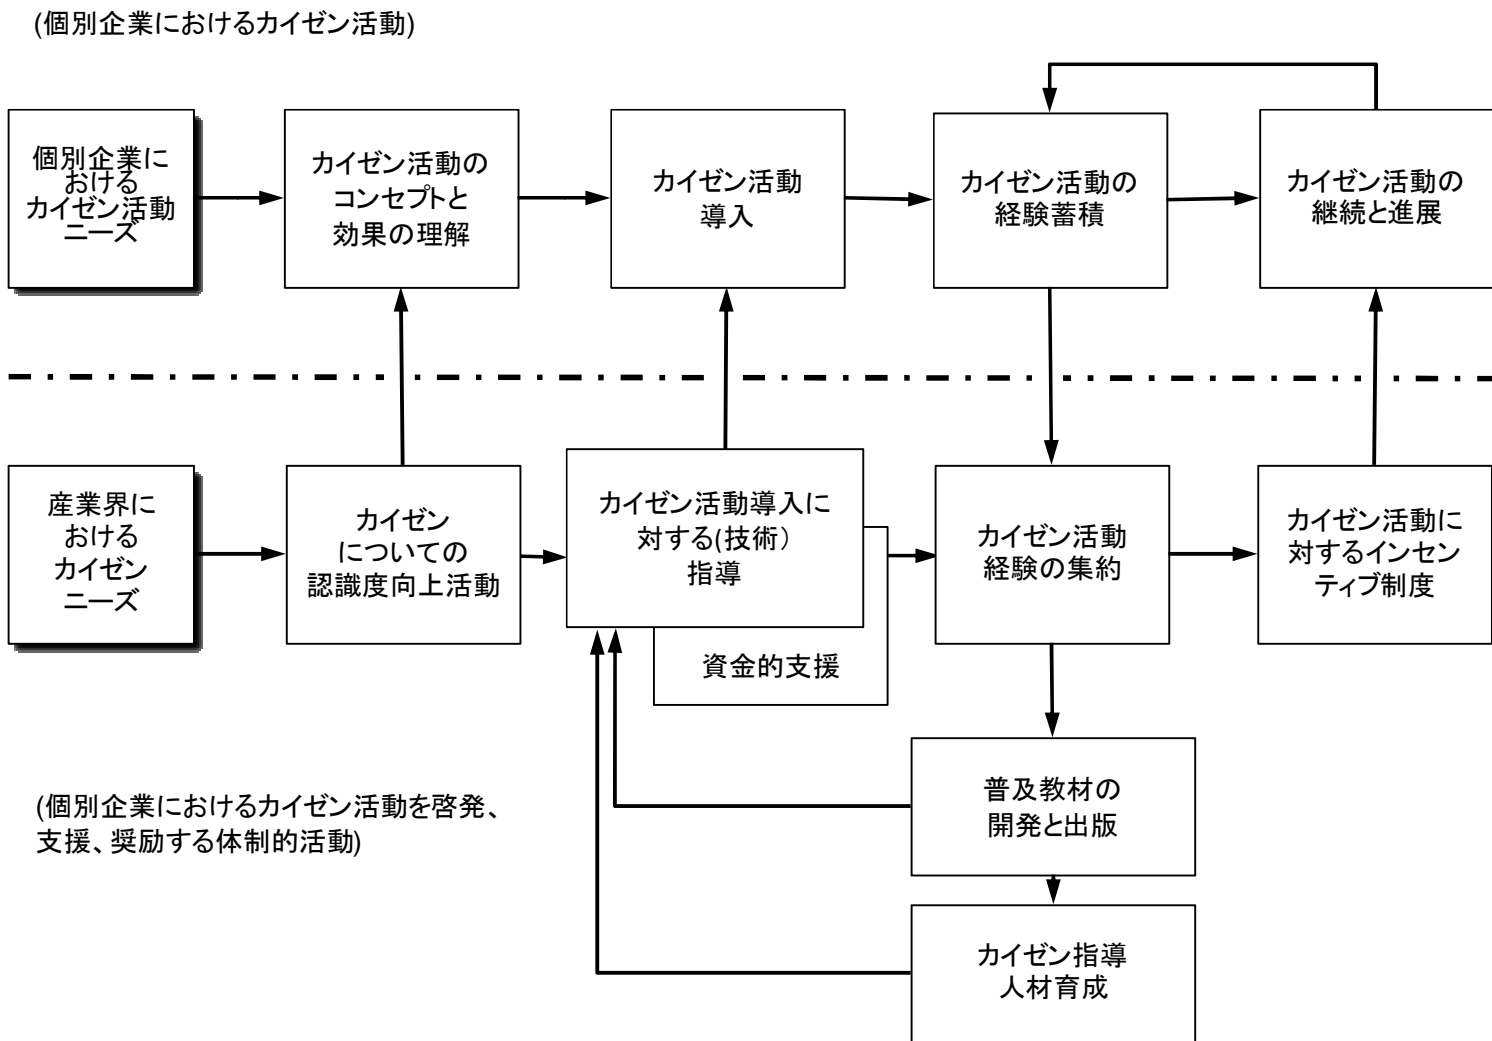 (個別企業におけるカイゼン活動)
個別企業に
おける
カイゼン活動
ニーズ
カイゼン活動の
コンセプトと
効果の理解
カイゼン活動
導入
カイゼン活動の
経験蓄積
カイゼン活動の
継続と進展
産業界に
おける
カイゼン
ニーズ
カイゼン
についての
認識度向上活動
カイゼン活動導入に
対する(技術）
指導
資金的支援
カイゼン活動
経験の集約
カイゼン活動に
対するインセン
ティブ制度
普及教材の
開発と出版
カイゼン指導
人材育成
(個別企業におけるカイゼン活動を啓発、
支援、奨励する体制的活動)